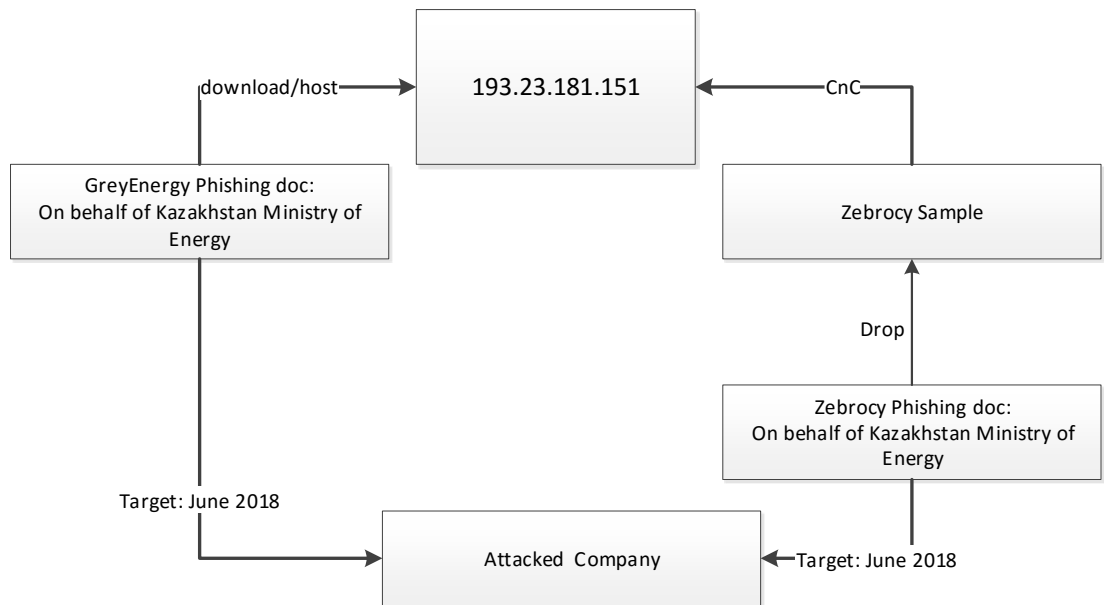 193.23.181.151
download/host
CnC
GreyEnergy Phishing doc:
On behalf of Kazakhstan Ministry of
Energy
Zebrocy Sample
Drop
Zebrocy Phishing doc:
On behalf of Kazakhstan Ministry of
Energy
Target: June 2018
Attacked Company
Target: June 2018